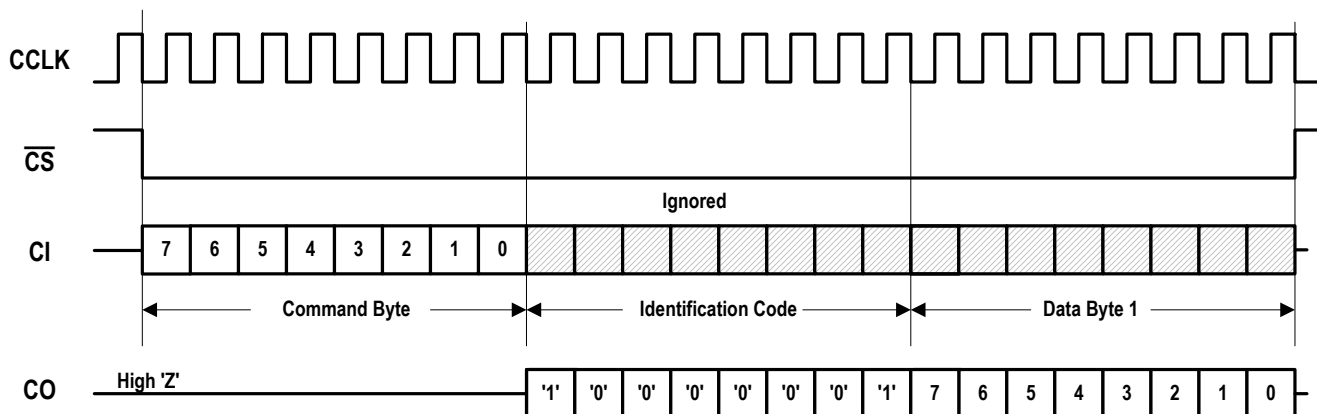 CCLK
CS
Ignored
CI 7 6 5 4 3 2 1 0
Command Byte Identification Code Data Byte 1
High 'Z'
CO '1' '0' '0' '0' '0' '0' '0' '1' 7 6 5 4 3 2 1 0